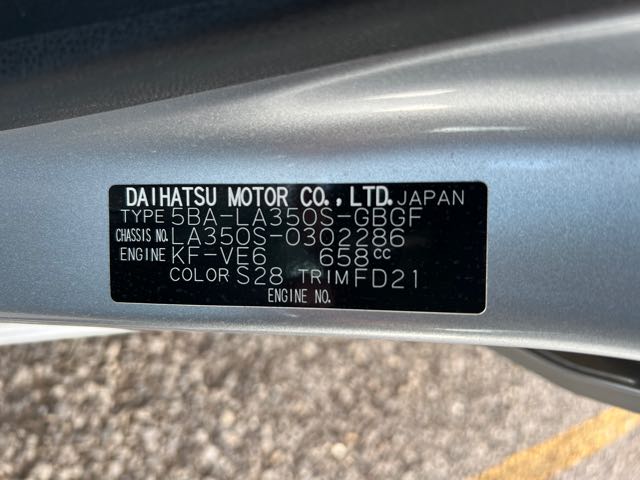 DAIHATSU MOTOR CO., LTD. JAPAN
TYPE 5BA-LA350S-GBGF
CHASSIS NO. LA350S-0302286
ENGINE KF-VE6 658cc
COLOR S28 TRIM FD21
ENGINE NO.